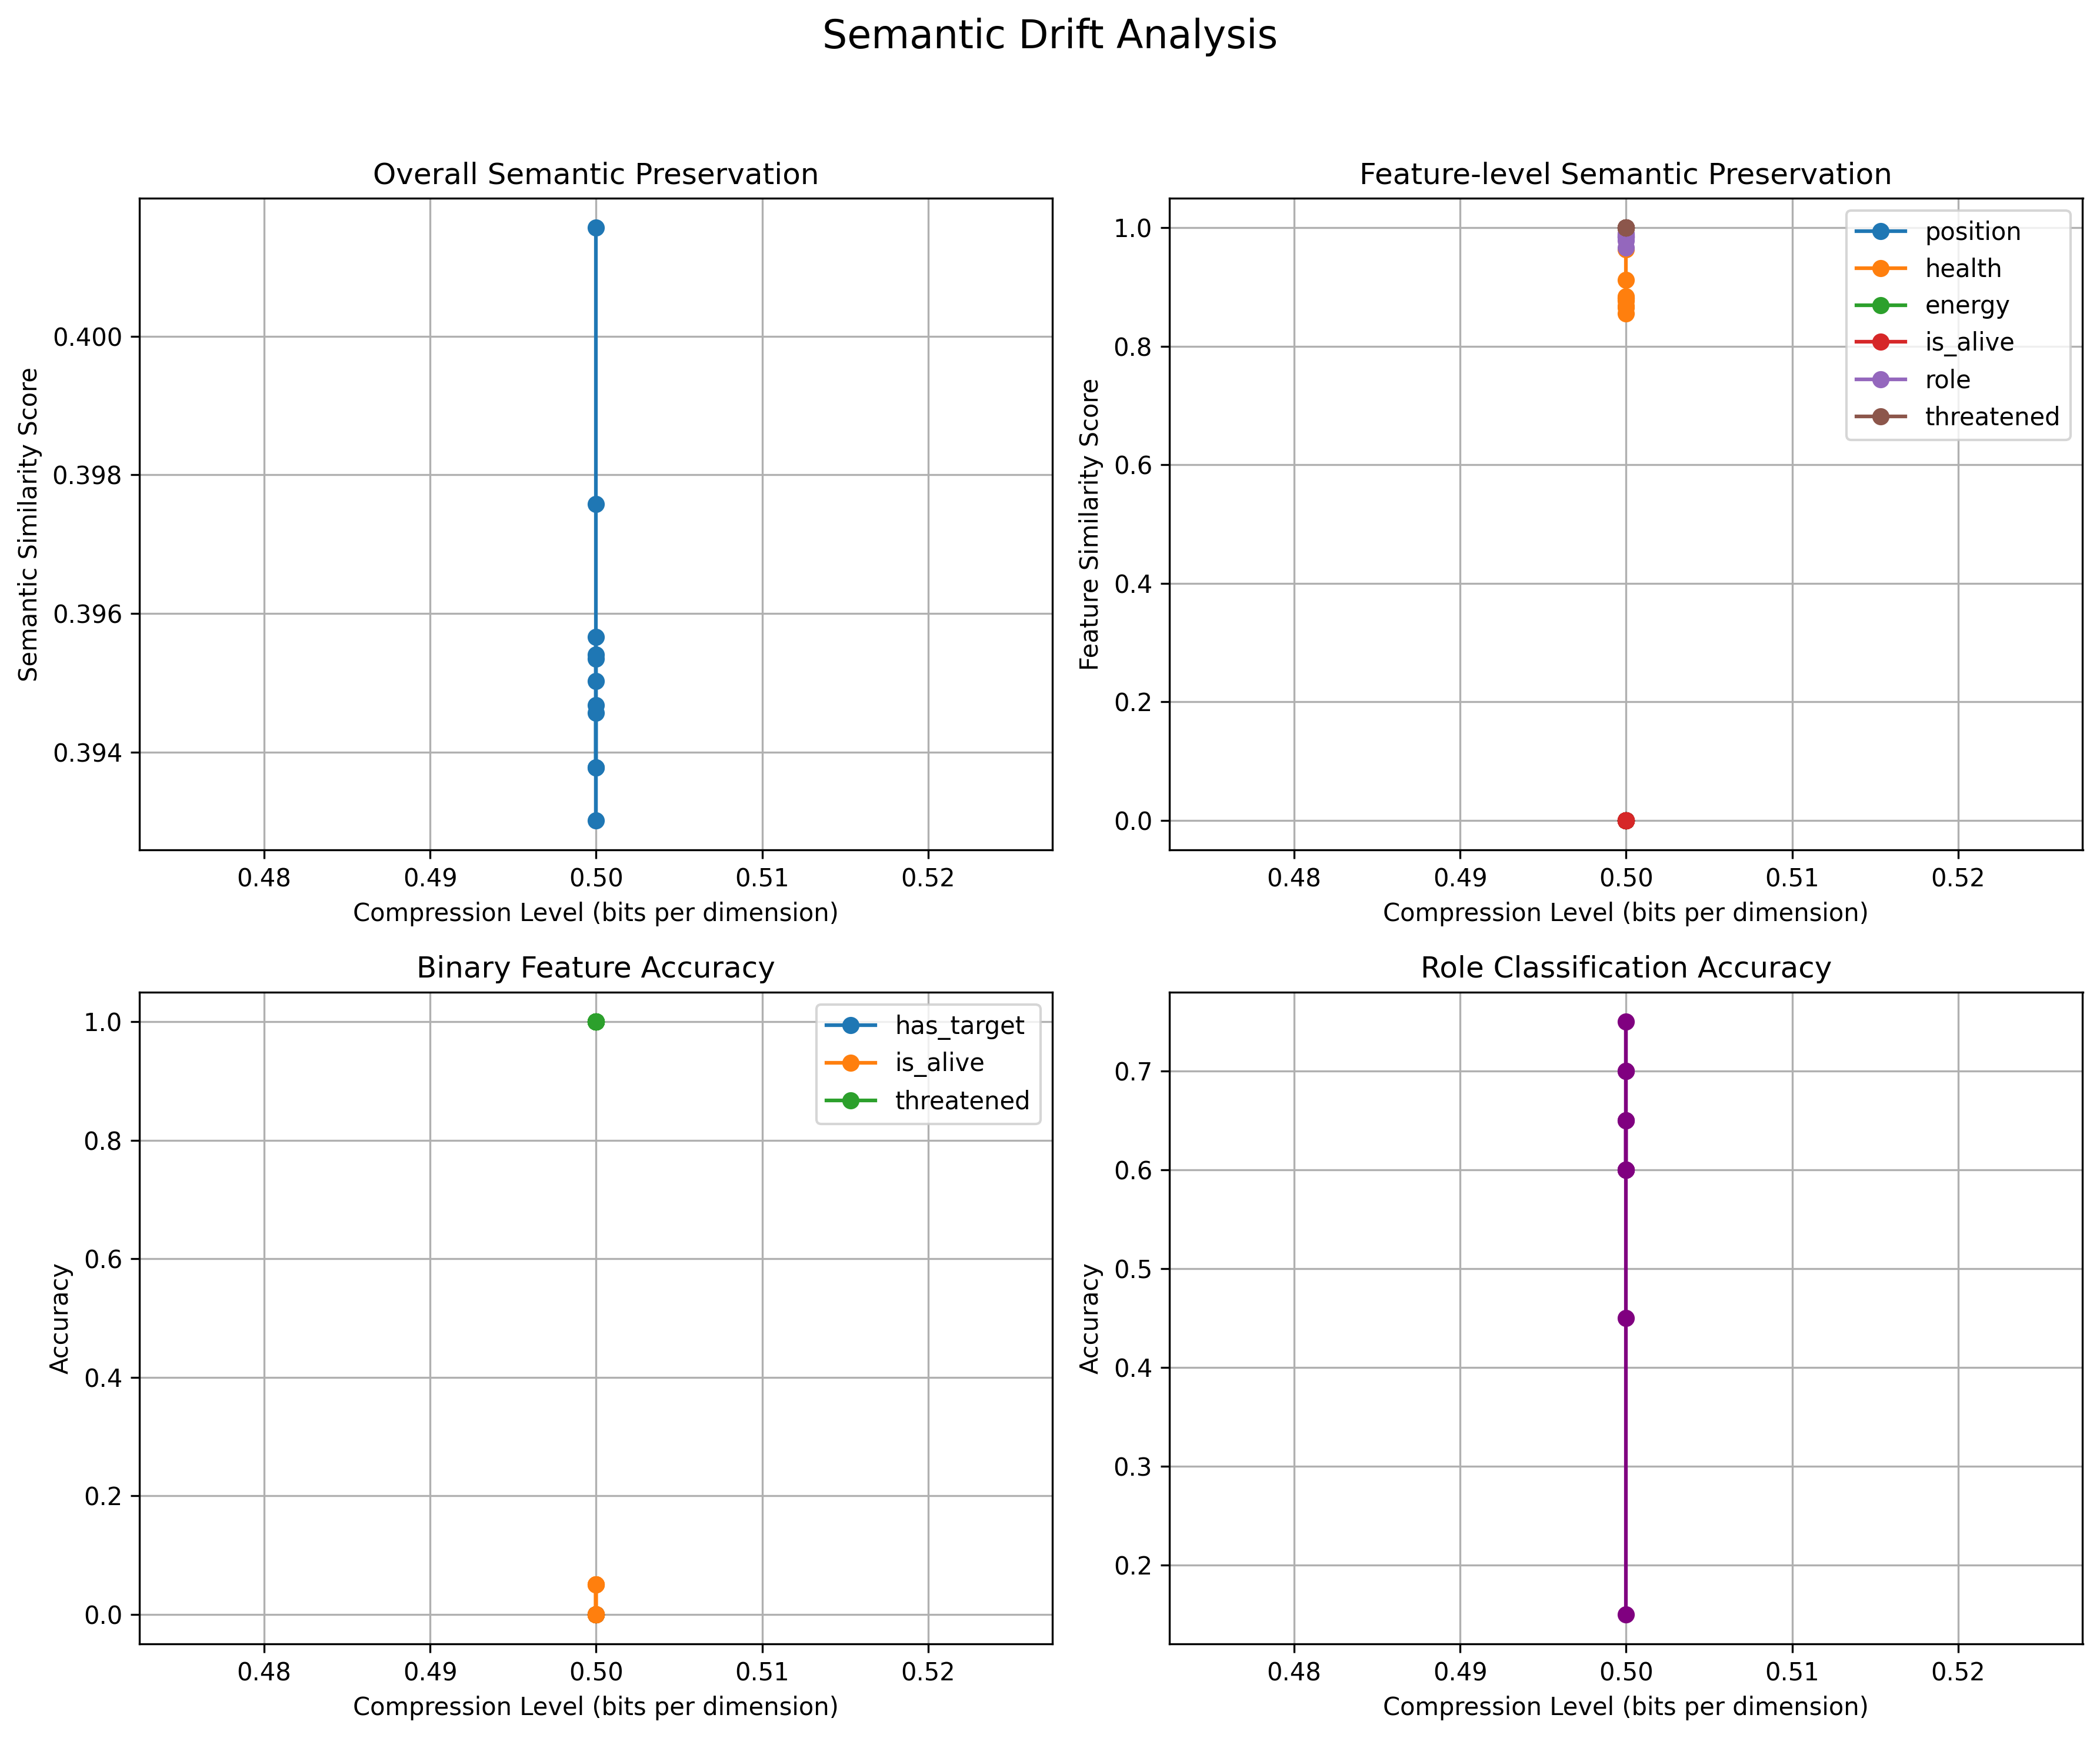 Semantic Drift Analysis
Overall Semantic Preservation
Semantic Similarity Score
0.400
0.398
0.396
0.394
0.48 0.49 0.50 0.51 0.52
Compression Level (bits per dimension)
Feature-level Semantic Preservation
Feature Similarity Score
1.0
0.8
0.6
0.4
0.2
0.0
position
health
energy
is_alive
role
threatened
0.48 0.49 0.50 0.51 0.52
Compression Level (bits per dimension)
Binary Feature Accuracy
Accuracy
1.0
0.8
0.6
0.4
0.2
0.0
has_target
is_alive
threatened
0.48 0.49 0.50 0.51 0.52
Compression Level (bits per dimension)
Role Classification Accuracy
Accuracy
0.7
0.6
0.5
0.4
0.3
0.2
0.48 0.49 0.50 0.51 0.52
Compression Level (bits per dimension)